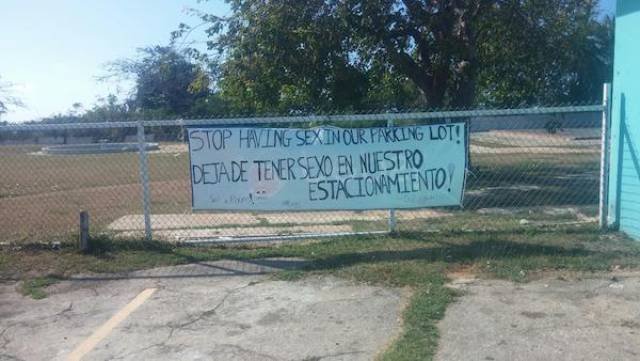 STOP HAVING SEX IN OUR PARKING LOT!
DEJA DE TENER SEXO EN NUESTRO
ESTACIONAMIENTO!